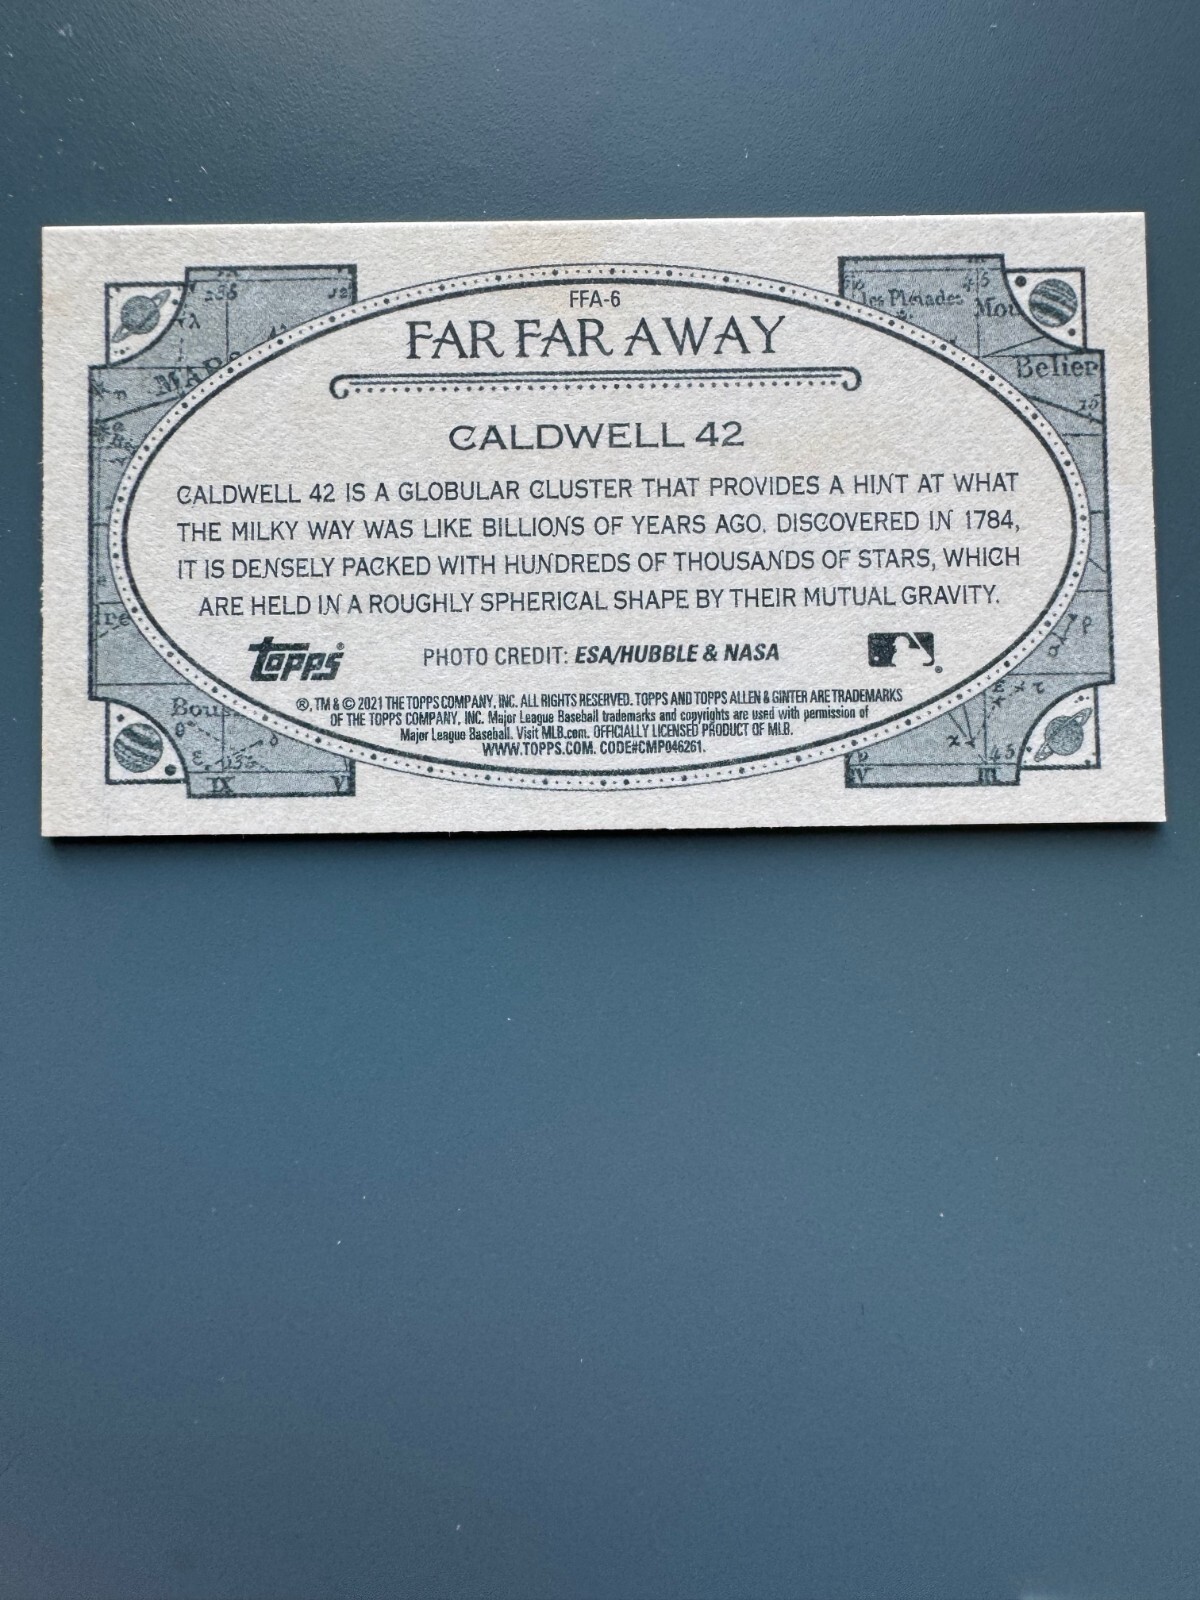 FFA-6
FAR FAR AWAY
CALDWELL 42
CALDWELL 42 IS A GLOBULAR CLUSTER THAT PROVIDES A HINT AT WHAT
THE MILKY WAY WAS LIKE BILLIONS OF YEARS AGO. DISCOVERED IN 1784,
IT IS DENSELY PACKED WITH HUNDREDS OF THOUSANDS OF STARS, WHICH
ARE HELD IN A ROUGHLY SPHERICAL SHAPE BY THEIR MUTUAL GRAVITY.
topps® PHOTO CREDIT: ESA/HUBBLE & NASA ®
®, TM & © 2021 THE TOPPS COMPANY, INC. ALL RIGHTS RESERVED. TOPPS AND TOPPS ALLEN & GINTER ARE TRADEMARKS
OF THE TOPPS COMPANY, INC. Major League Baseball trademarks and copyrights are used with permission of
Major League Baseball. Visit MLB.com. OFFICIALLY LICENSED PRODUCT OF MLB.
WWW.TOPPS.COM. CODE#CMP046261.
les Pléiades
Belier
45
IX